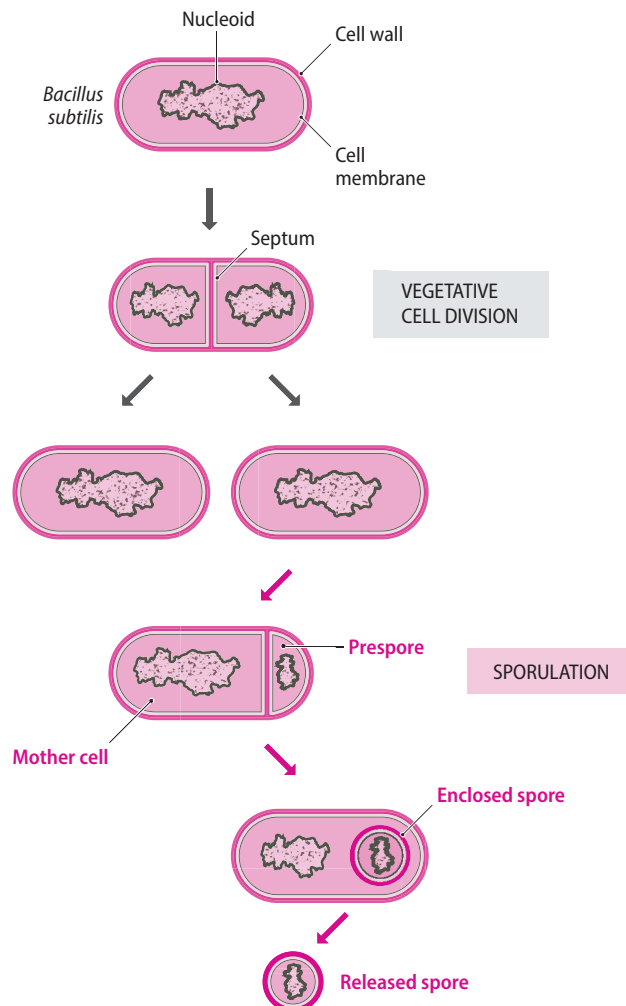 Nucleoid
Cell wall
Bacillus
subtilis
Cell
membrane
Septum
VEGETATIVE
CELL DIVISION
Prespore
SPORULATION
Mother cell
Enclosed spore
Released spore